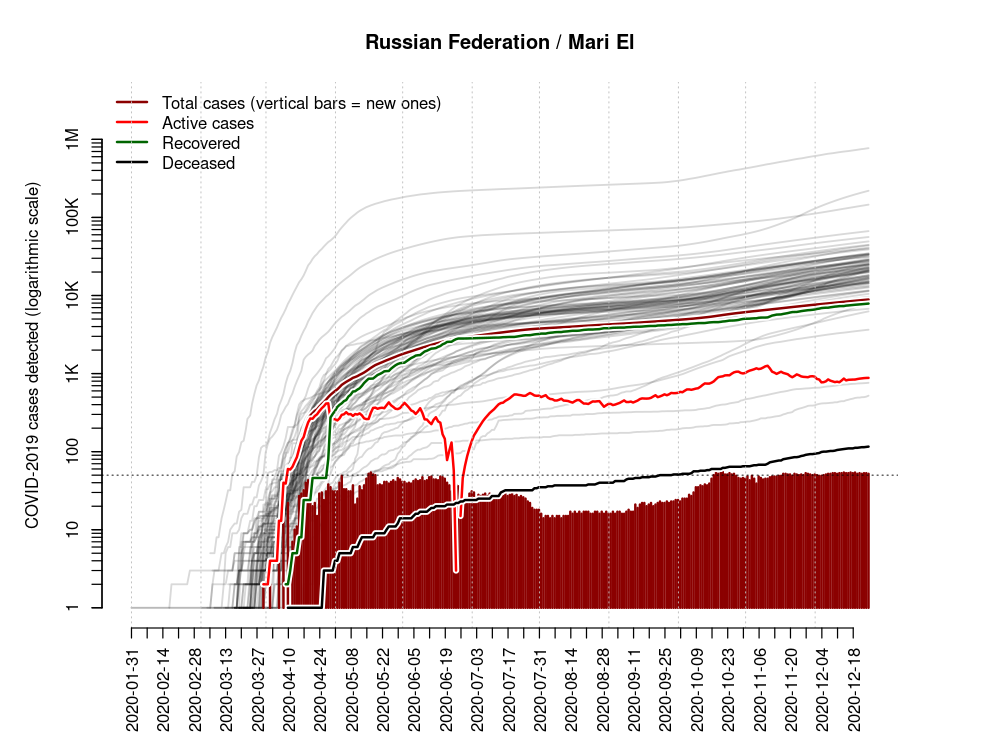 Russian Federation / Mari El
Total cases (vertical bars = new ones)
Active cases
Recovered
Deceased
COVID-2019 cases detected (logarithmic scale)
1M
100K
10K
1K
100
10
1
2020-01-31
2020-02-14
2020-02-28
2020-03-13
2020-03-27
2020-04-10
2020-04-24
2020-05-08
2020-05-22
2020-06-05
2020-06-19
2020-07-03
2020-07-17
2020-07-31
2020-08-14
2020-08-28
2020-09-11
2020-09-25
2020-10-09
2020-10-23
2020-11-06
2020-11-20
2020-12-04
2020-12-18